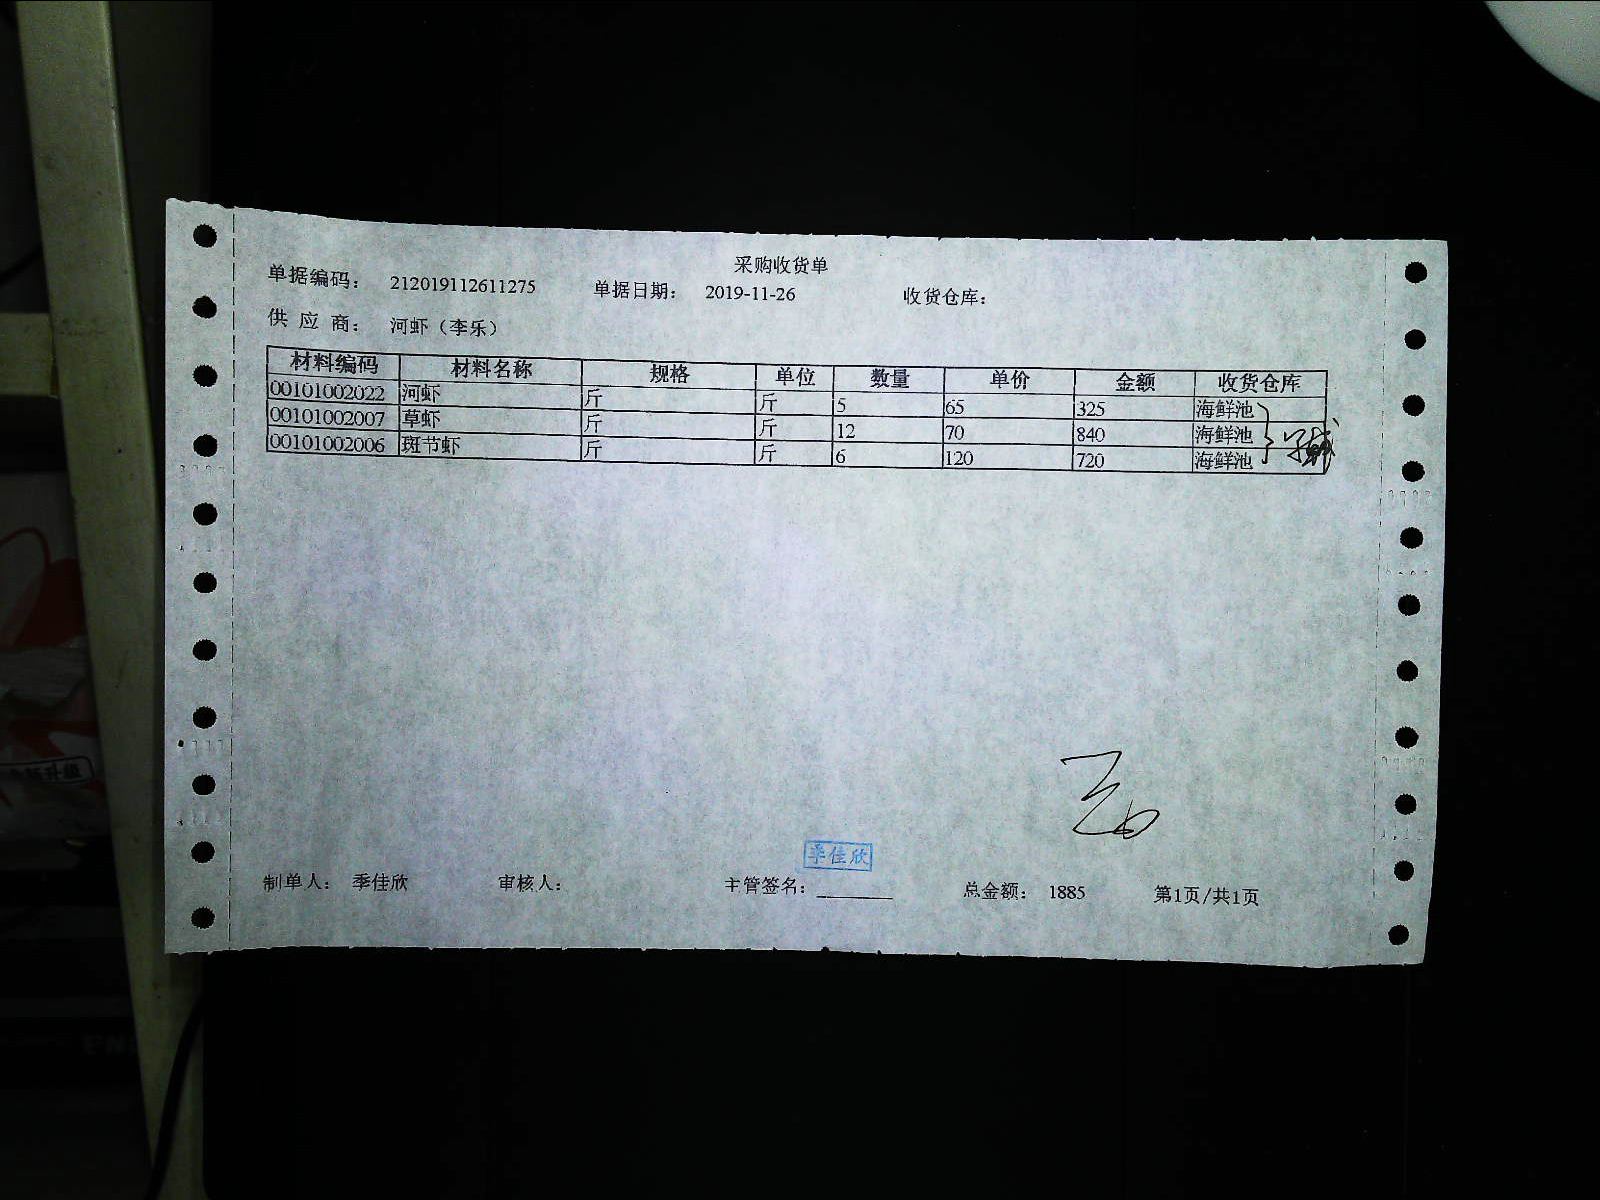 采购收货单
单据编码: 212019112611275 单据日期: 2019-11-26 收货仓库:
供 应 商: 河虾（李乐）
材料编码 材料名称 规格 单位 数量 单价 金额 收货仓库
00101002022 河虾 斤 斤 5 65 325 海鲜池
00101002007 草虾 斤 斤 12 70 840 海鲜池
00101002006 斑节虾 斤 斤 6 120 720 海鲜池
季佳欣
制单人: 季佳欣 审核人: 主管签名: 总金额: 1885 第1页/共1页